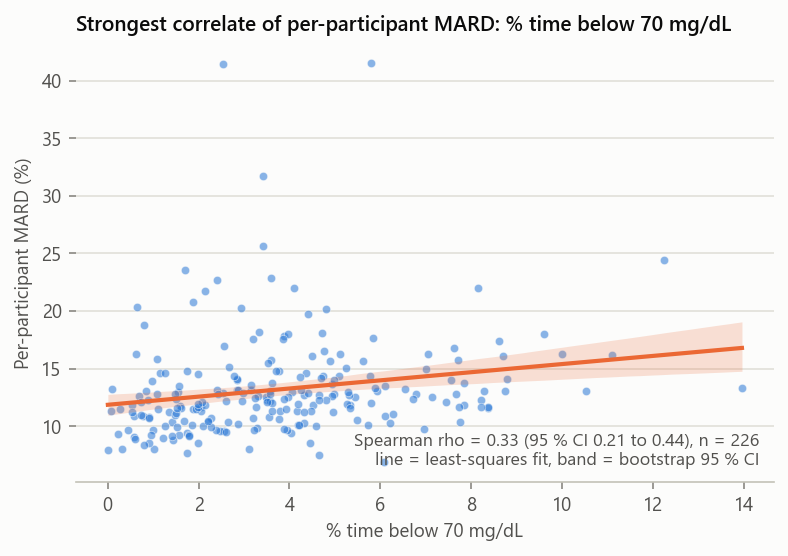 Strongest correlate of per-participant MARD: % time below 70 mg/dL
Per-participant MARD (%)
40
35
30
25
20
15
10
Spearman rho = 0.33 (95 % CI 0.21 to 0.44), n = 226
line = least-squares fit, band = bootstrap 95 % CI
0 2 4 6 8 10 12 14
% time below 70 mg/dL